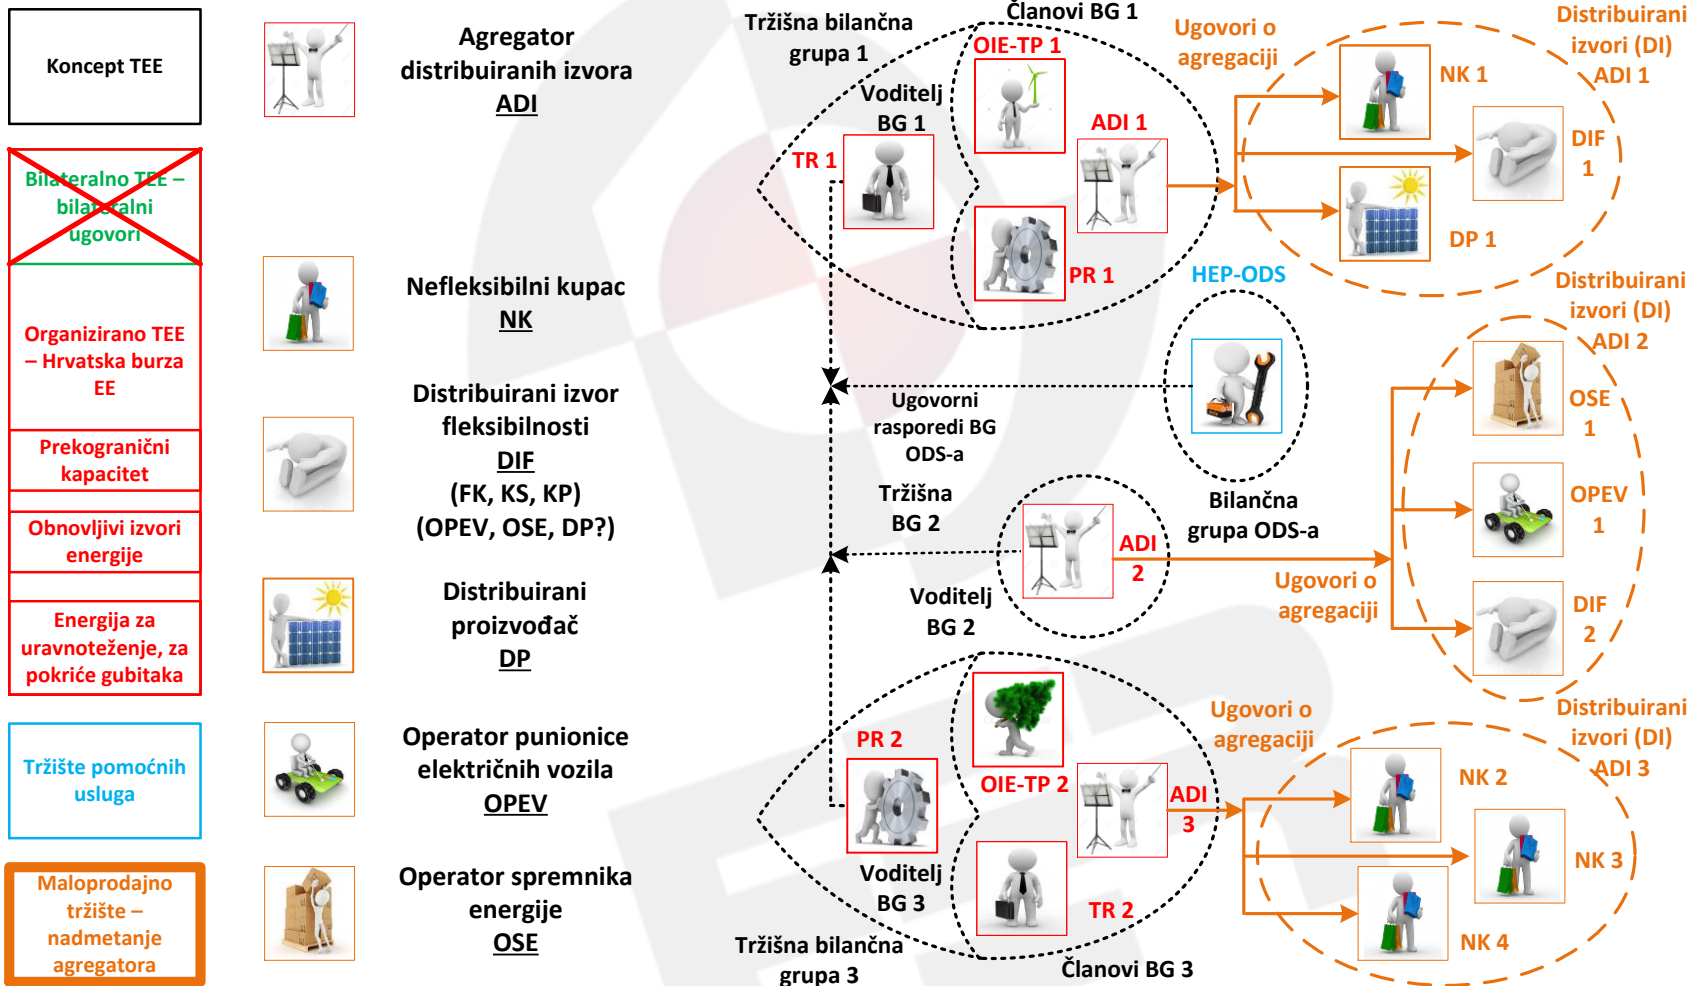 Koncept TEE
Bilateralno TEE –
bilateralni
ugovori
Organizirano TEE
– Hrvatska burza
EE
Prekogranični
kapacitet
Obnovljivi izvori
energije
Energija za
uravnoteženje, za
pokriće gubitaka
Tržište pomoćnih
usluga
Maloprodajno
tržište –
nadmetanje
agregatora
Agregator
distribuiranih izvora
ADI
Nefleksibilni kupac
NK
Distribuirani izvor
fleksibilnosti
DIF
(FK, KS, KP)
(OPEV, OSE, DP?)
Distribuirani
proizvođač
DP
Operator punionice
električnih vozila
OPEV
Operator spremnika
energije
OSE
Tržišna bilančna
grupa 1
Članovi BG 1
Voditelj
BG 1
TR 1
OIE-TP 1
ADI 1
PR 1
Ugovori o
agregaciji
Distribuirani
izvori (DI)
ADI 1
NK 1
DIF
1
DP 1
HEP-ODS
Ugovorni
rasporedi BG
ODS-a
Bilančna
grupa ODS-a
Tržišna
BG 2
ADI
2
Voditelj
BG 2
Ugovori o
agregaciji
Distribuirani
izvori (DI)
ADI 2
OSE
1
OPEV
1
DIF
2
PR 2
Voditelj
BG 3
OIE-TP 2
ADI
3
TR 2
Tržišna bilančna
grupa 3
Članovi BG 3
Ugovori o
agregaciji
Distribuirani
izvori (DI)
ADI 3
NK 2
NK 3
NK 4